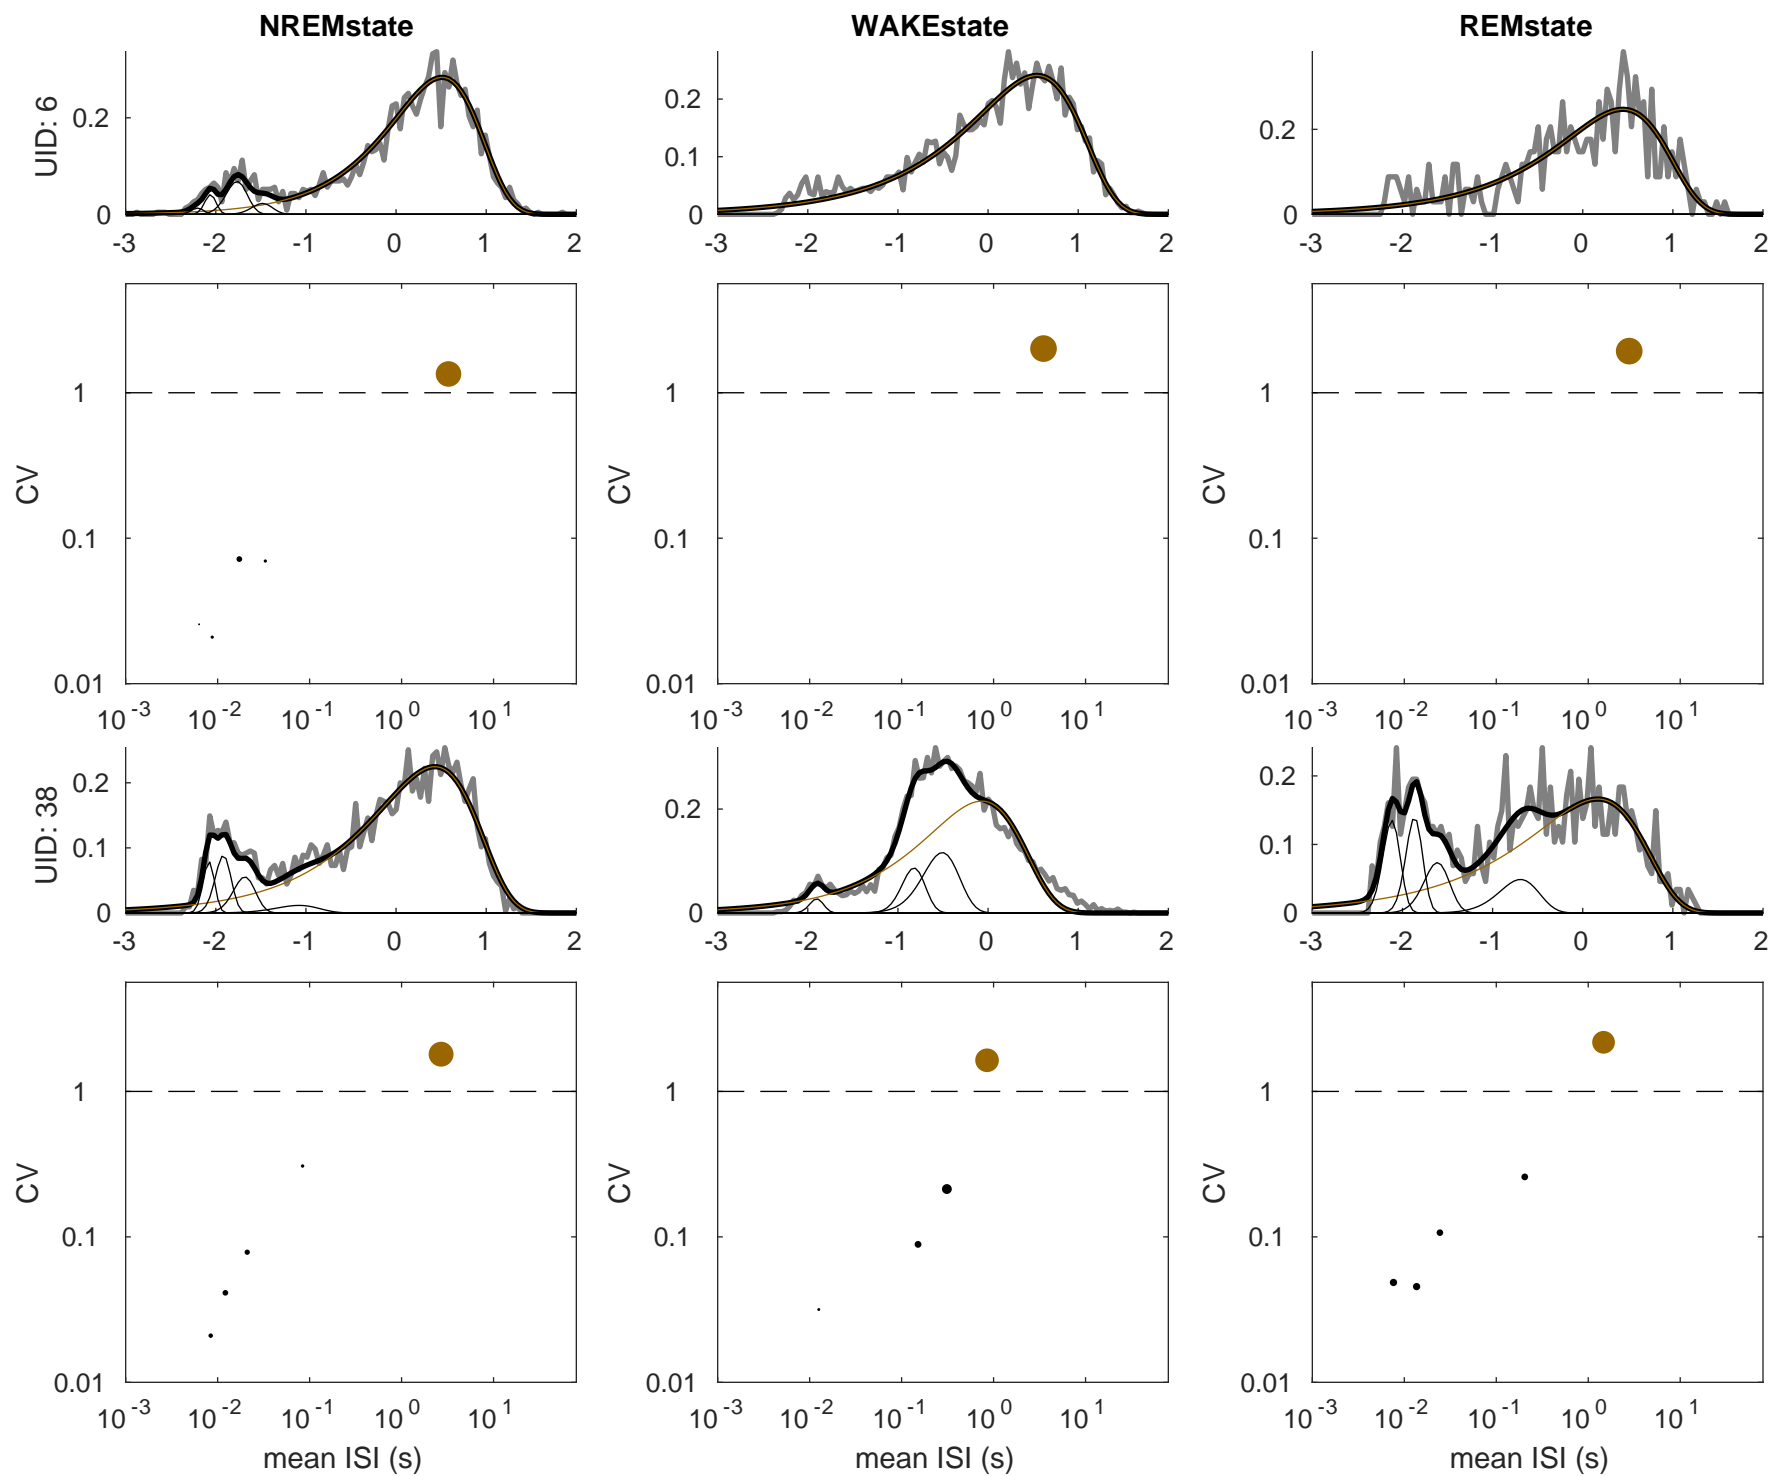 NREMstate WAKEstate REMstate
UID: 6
0.2 0
0.2 0.1 0
0.2 0
-3 -2 -1 0 1 2
-3 -2 -1 0 1 2
-3 -2 -1 0 1 2
CV 1 0.1 0.01
CV 1 0.1 0.01
CV 1 0.1 0.01
10^-3 10^-2 10^-1 10^0 10^1
10^-3 10^-2 10^-1 10^0 10^1
10^-3 10^-2 10^-1 10^0 10^1
UID: 38
0.2 0.1 0
0.2 0
0.2 0.1 0
-3 -2 -1 0 1 2
-3 -2 -1 0 1 2
-3 -2 -1 0 1 2
CV 1 0.1 0.01
CV 1 0.1 0.01
CV 1 0.1 0.01
10^-3 10^-2 10^-1 10^0 10^1
10^-3 10^-2 10^-1 10^0 10^1
10^-3 10^-2 10^-1 10^0 10^1
mean ISI (s) mean ISI (s) mean ISI (s)